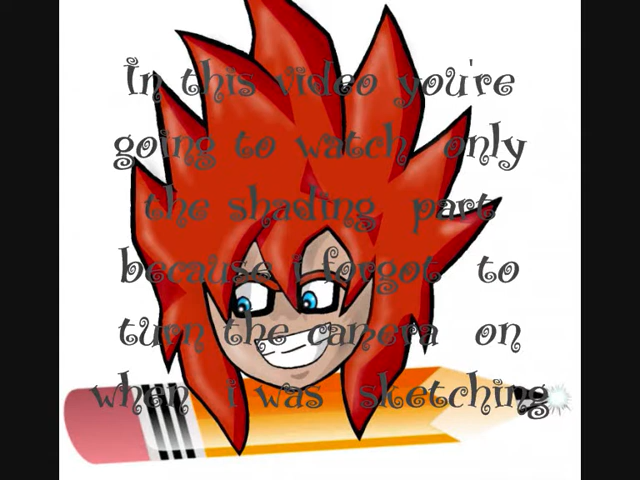 In this video you're
going to watch only
the shading part
because i forgot to
turn the camera on
when i was sketching